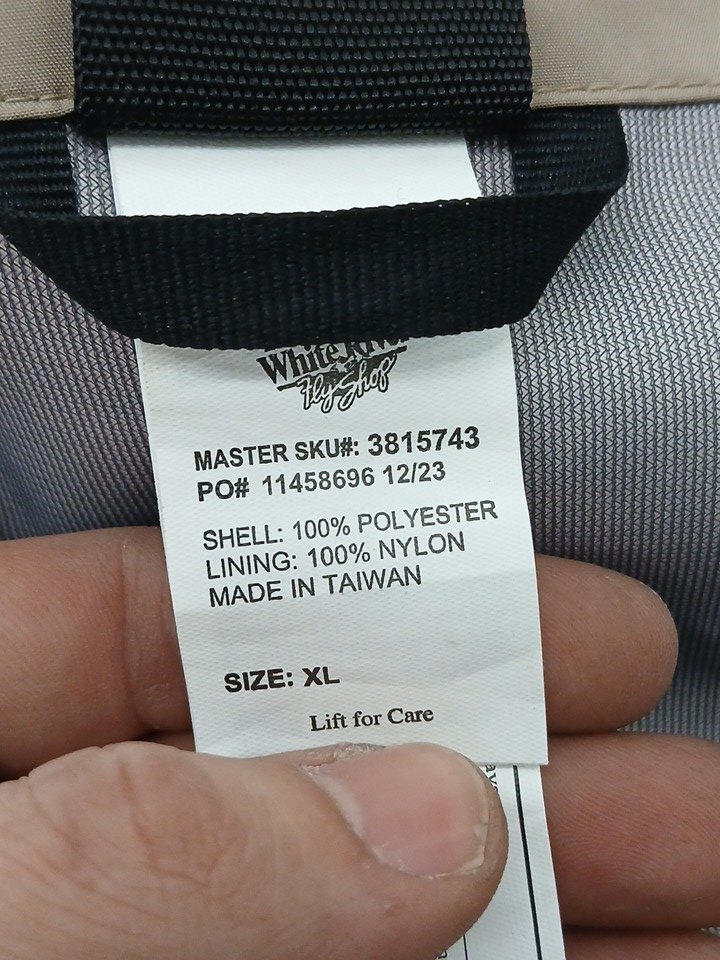 White River
Fly Shop
MASTER SKU#: 3815743
PO# 11458696 12/23
SHELL: 100% POLYESTER
LINING: 100% NYLON
MADE IN TAIWAN
SIZE: XL
Lift for Care